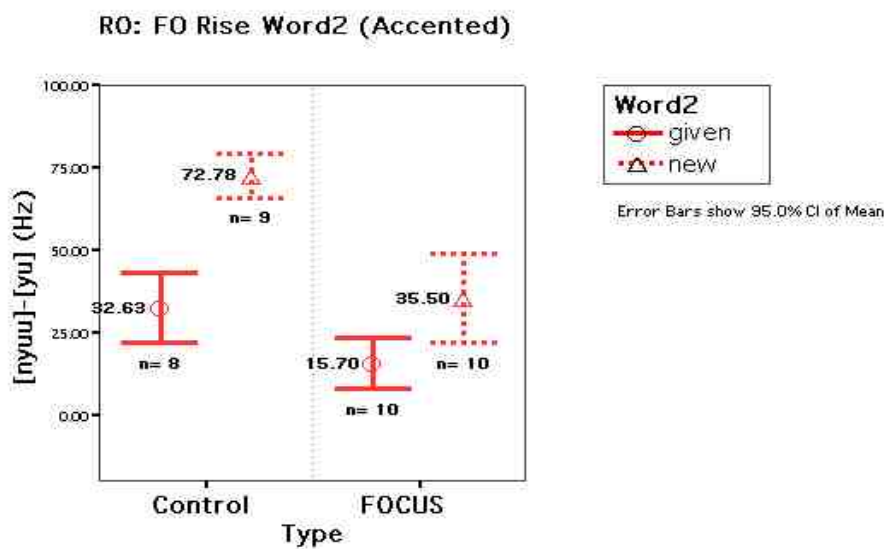 RO: FO Rise Word2 (Accented)
Word2
given
new
Error Bars show 95.0% CI of Mean
[nyuu]-[yu] (Hz)
100.00
75.00
50.00
25.00
0.00
72.78
n= 9
32.63
n= 8
35.50
n= 10
15.70
n= 10
Control
FOCUS
Type